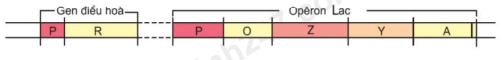 Gen điều hoà
Opêron Lac
P R P O Z Y A